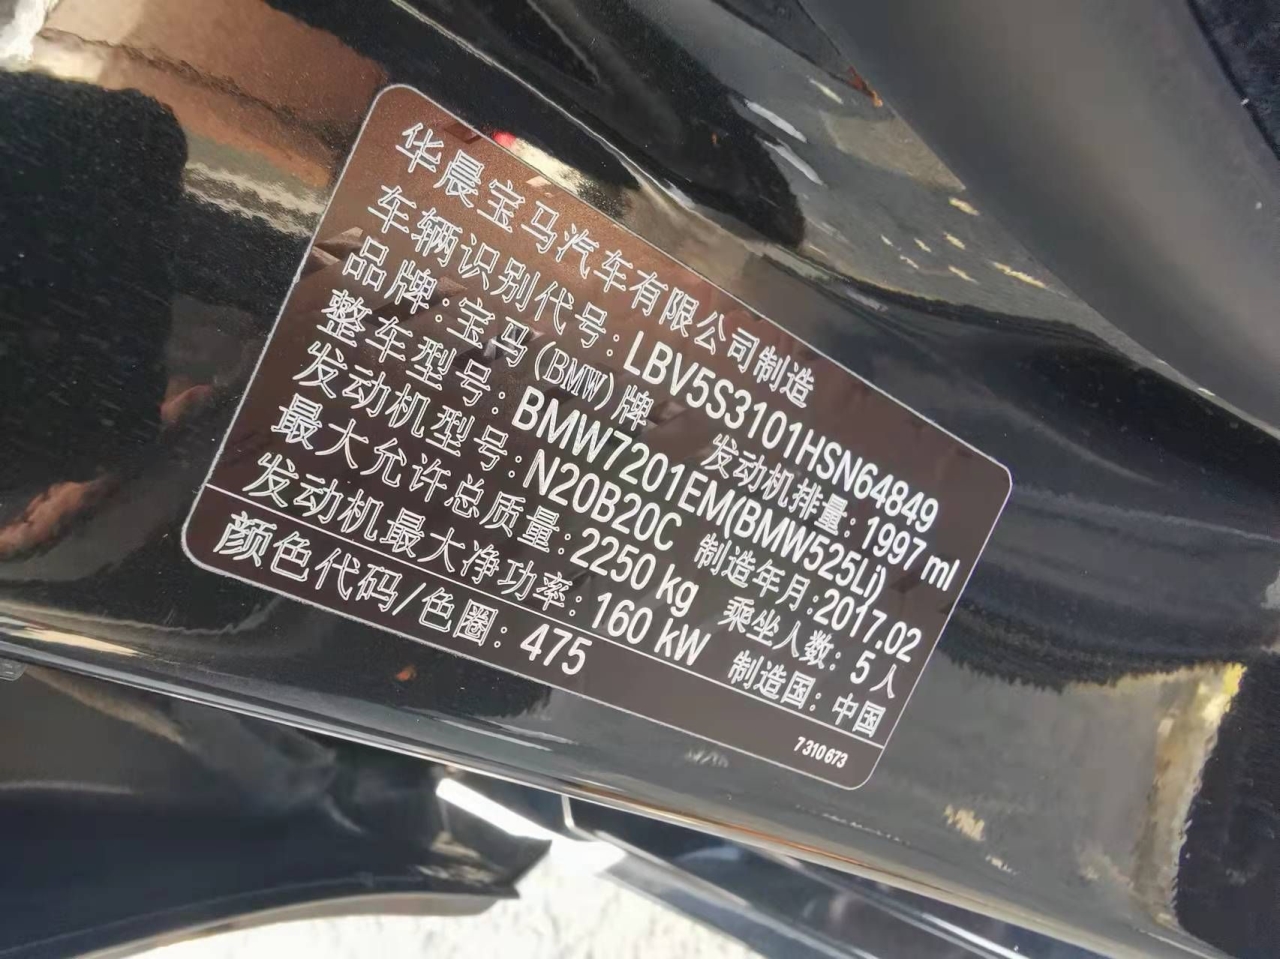 华晨宝马汽车有限公司制造
车辆识别代号: LBV5S3101HSN64849
品牌: 宝马(BMW)牌 发动机排量: 1997 ml
整车型号: BMW7201EM(BMW525Li)
发动机型号: N20B20C 制造年月: 2017.02
最大允许总质量: 2250 kg 乘坐人数: 5 人
发动机最大净功率: 160 kW 制造国: 中国
颜色代码/色圈: 475
7 310 673